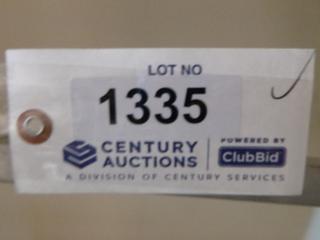 LOT NO
1335
CENTURY AUCTIONS
POWERED BY
ClubBid
A DIVISION OF CENTURY SERVICES